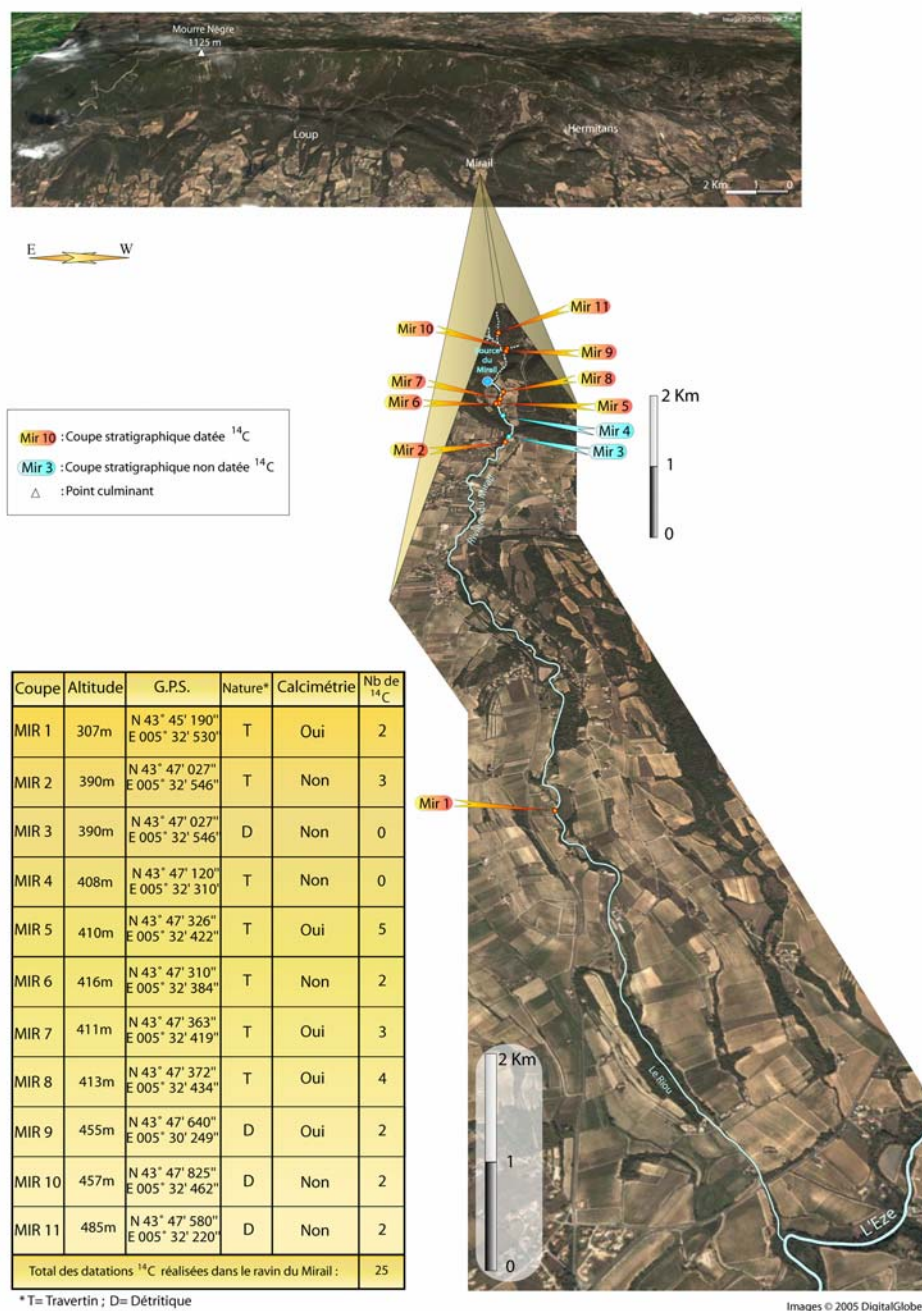 Image © 2005 DigitalGlobe
Mourre Nègre
1125 m
Loup
Hermitans
Mirail
2 Km 1 0
E W
Mir 11
Mir 10
Mir 9
Source
du
Mirail
Mir 8
Mir 7
Mir 6
Mir 5
Mir 4
Mir 2
Mir 3
2 Km
1
0
Mir 10 : Coupe stratigraphique datée ¹⁴C
Mir 3 : Coupe stratigraphique non datée ¹⁴C
△ : Point culminant
du Mirail
Mir 1
Coupe Altitude G.P.S. Nature* Calcimétrie Nb de ¹⁴C
MIR 1 307m N 43° 45' 190" E 005° 32' 530" T Oui 2
MIR 2 390m N 43° 47' 027" E 005° 32' 546" T Non 3
MIR 3 390m N 43° 47' 027" E 005° 32' 546" D Non 0
MIR 4 408m N 43° 47' 120" E 005° 32' 310' T Non 0
MIR 5 410m N 43° 47' 326" E 005° 32' 422" T Oui 5
MIR 6 416m N 43° 47' 310" E 005° 32' 384" T Non 2
MIR 7 411m N 43° 47' 363" E 005° 32' 419" T Oui 3
MIR 8 413m N 43° 47' 372" E 005° 32' 434" T Oui 4
MIR 9 455m N 43° 47' 640" E 005° 30' 249" D Oui 2
MIR 10 457m N 43° 47' 825" E 005° 32' 462" D Non 2
MIR 11 485m N 43° 47' 580" E 005° 32' 220" D Non 2
Total des datations ¹⁴C réalisées dans le ravin du Mirail : 25
* T= Travertin ; D= Détritique
2 Km
1
0
Le Riou
L'Eze
Images © 2005 DigitalGlobe